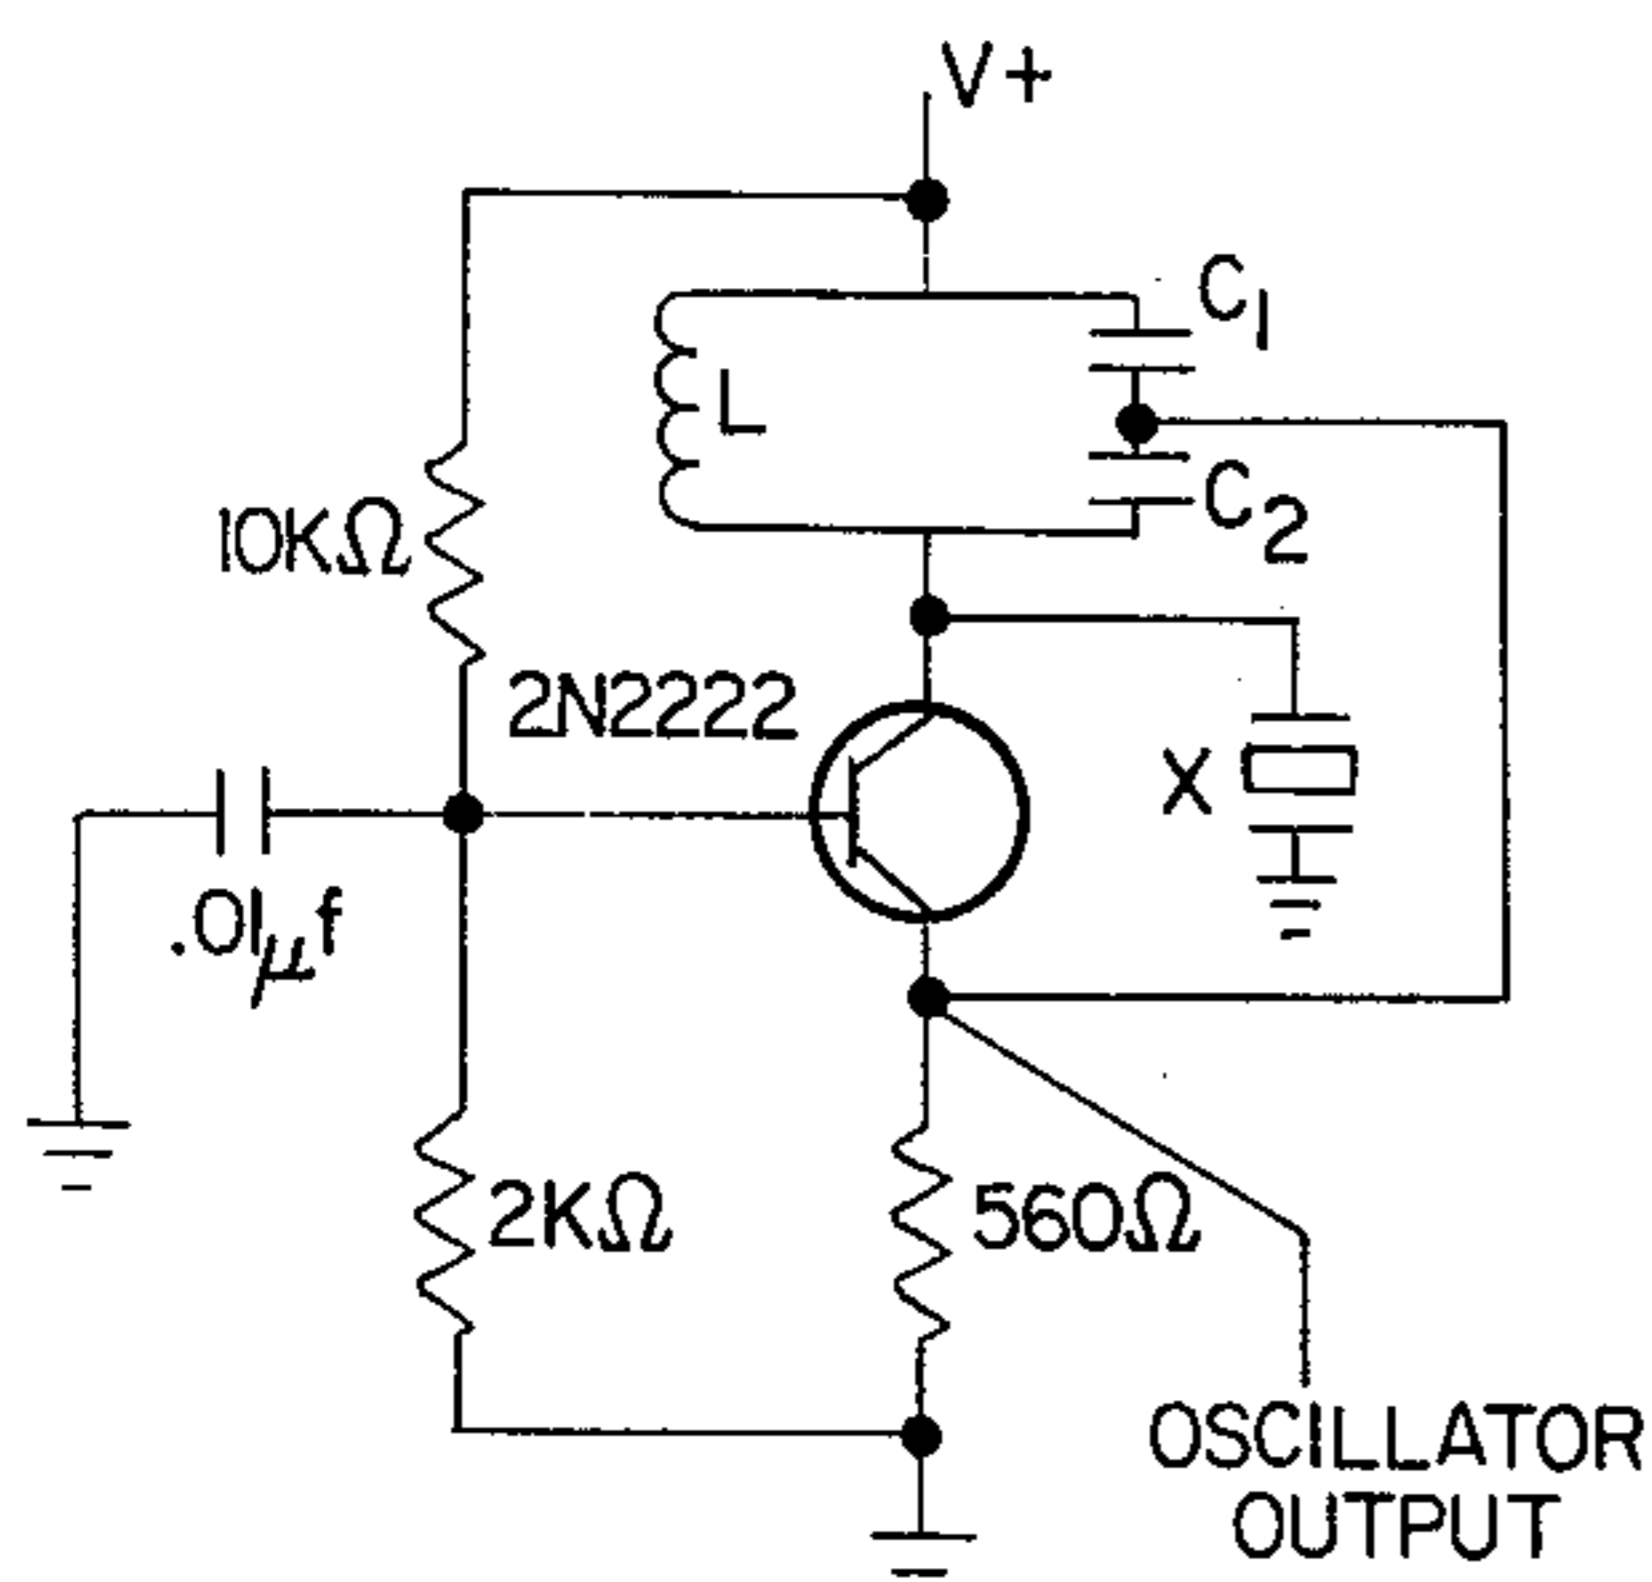 V+
C1
L
C2
10KΩ
2N2222
X
.01μf
2KΩ
560Ω
OSCILLATOR
OUTPUT